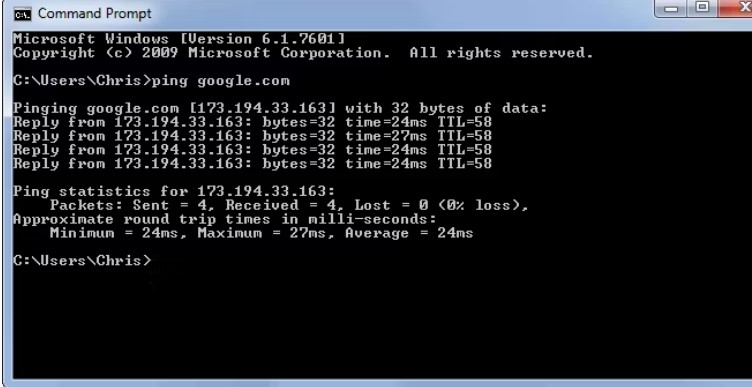 Command Prompt
Microsoft Windows [Version 6.1.7601]
Copyright (c) 2009 Microsoft Corporation.  All rights reserved.
C:\Users\Chris>ping google.com
Pinging google.com [173.194.33.163] with 32 bytes of data:
Reply from 173.194.33.163: bytes=32 time=24ms TTL=58
Reply from 173.194.33.163: bytes=32 time=27ms TTL=58
Reply from 173.194.33.163: bytes=32 time=24ms TTL=58
Reply from 173.194.33.163: bytes=32 time=24ms TTL=58
Ping statistics for 173.194.33.163:
    Packets: Sent = 4, Received = 4, Lost = 0 (0% loss),
Approximate round trip times in milli-seconds:
    Minimum = 24ms, Maximum = 27ms, Average = 24ms
C:\Users\Chris>